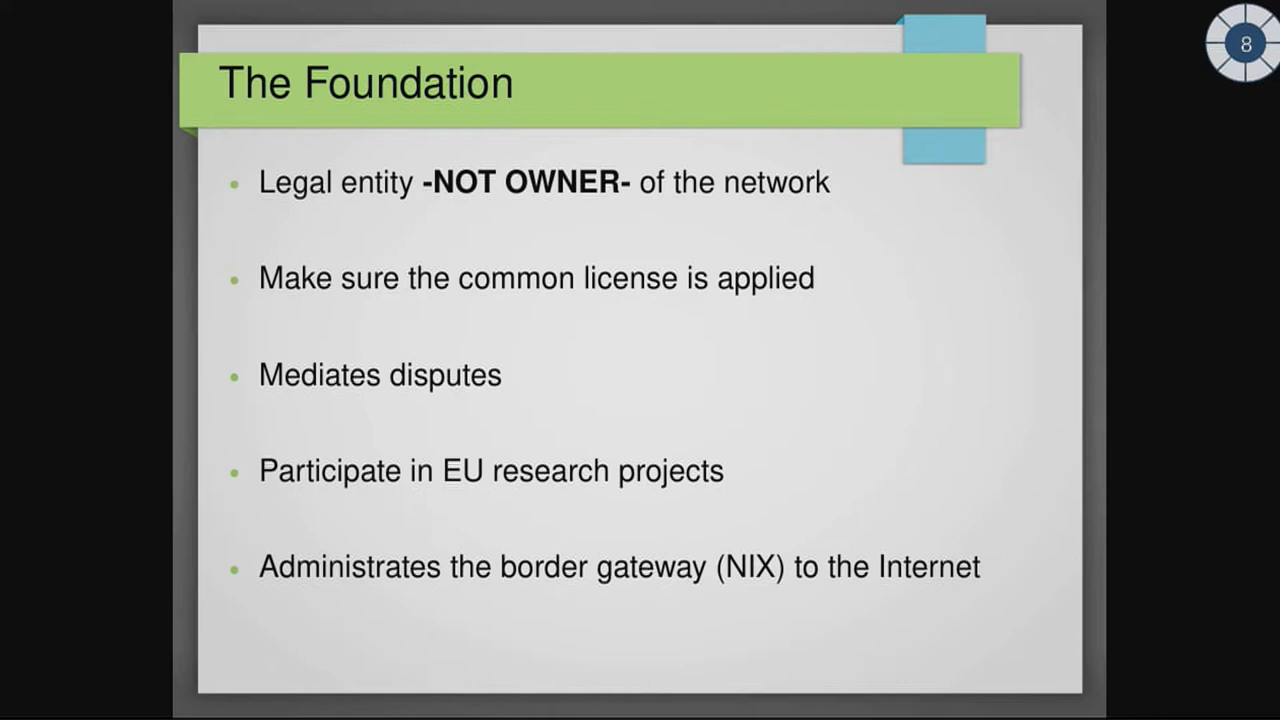 8
The Foundation
Legal entity -NOT OWNER- of the network
Make sure the common license is applied
Mediates disputes
Participate in EU research projects
Administrates the border gateway (NIX) to the Internet